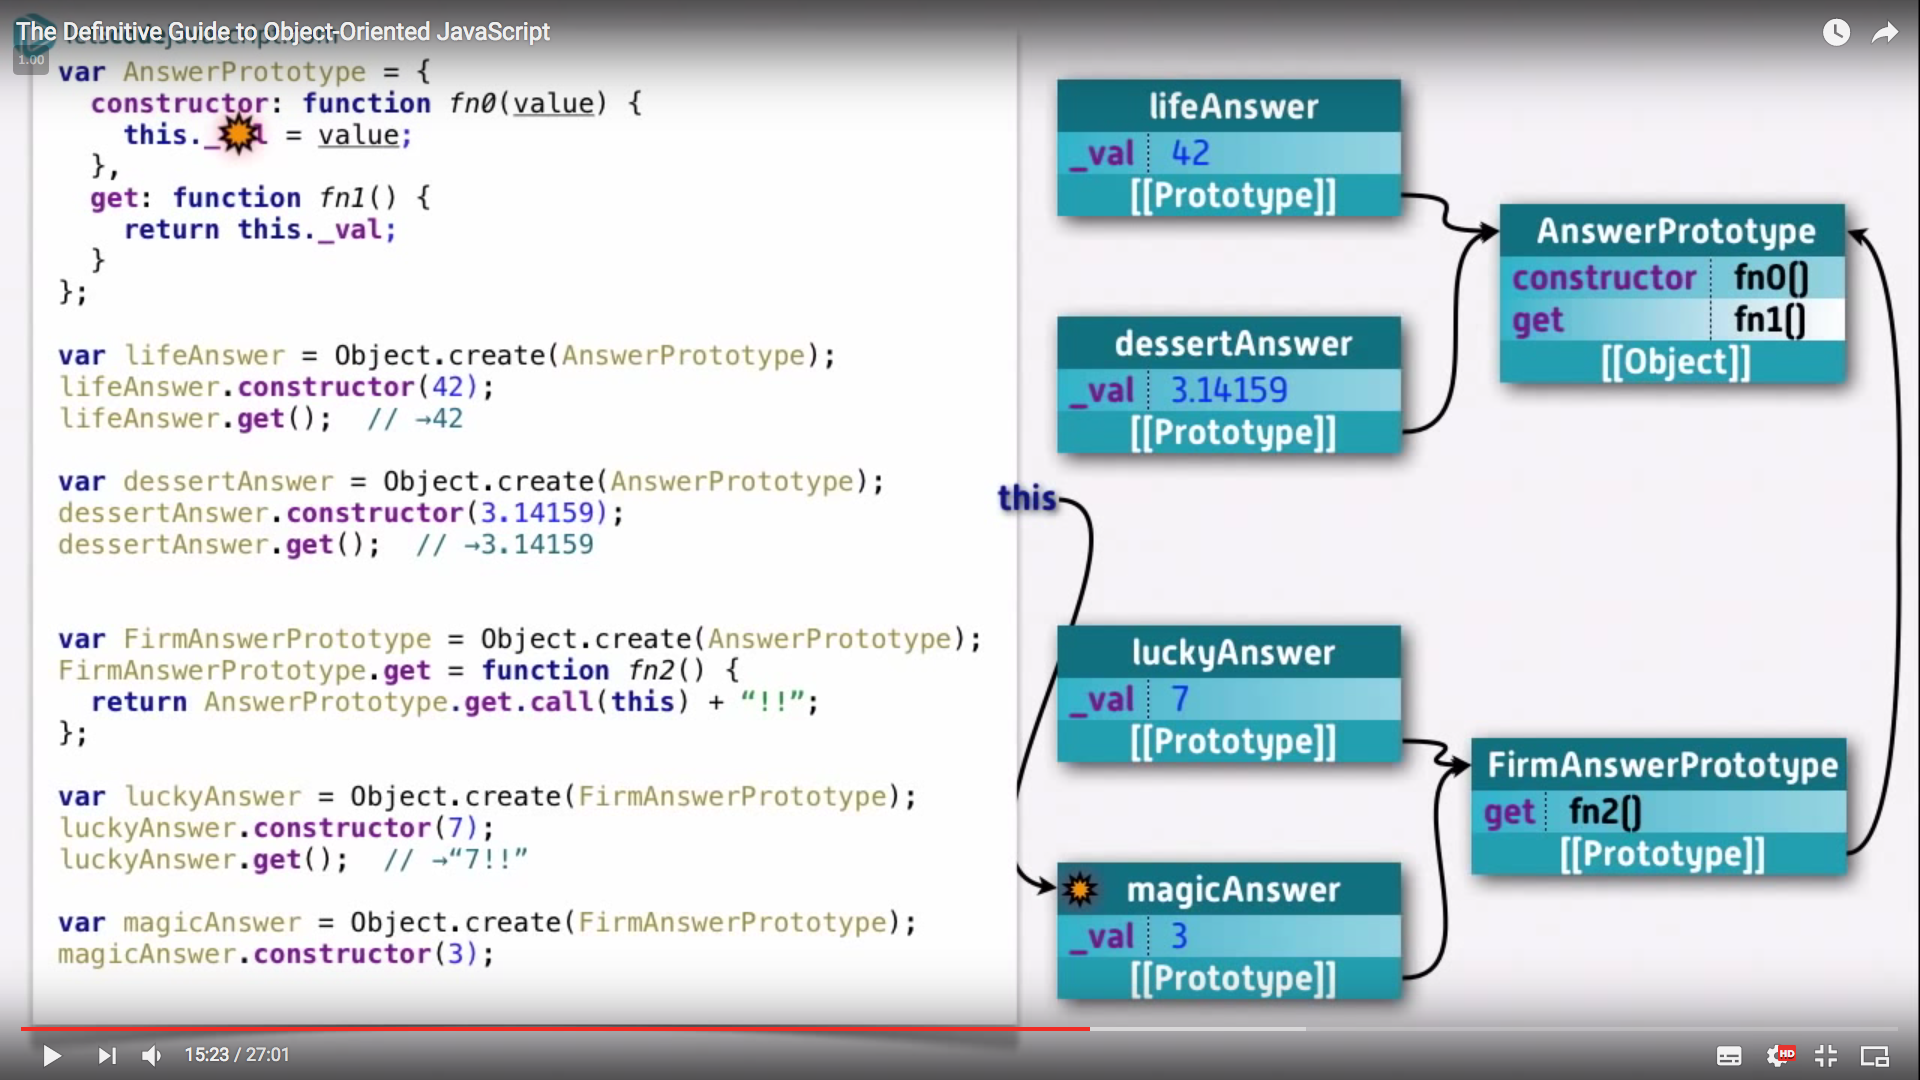 The Definitive Guide to Object-Oriented JavaScript
1.00
var AnswerPrototype = {
constructor: function fn0(value) {
this. = value;
},
get: function fn1() {
return this._val;
}
};
var lifeAnswer = Object.create(AnswerPrototype);
lifeAnswer.constructor(42);
lifeAnswer.get(); // →42
var dessertAnswer = Object.create(AnswerPrototype);
dessertAnswer.constructor(3.14159);
dessertAnswer.get(); // →3.14159
var FirmAnswerPrototype = Object.create(AnswerPrototype);
FirmAnswerPrototype.get = function fn2() {
return AnswerPrototype.get.call(this) + “!!”;
};
var luckyAnswer = Object.create(FirmAnswerPrototype);
luckyAnswer.constructor(7);
luckyAnswer.get(); // →“7!!”
var magicAnswer = Object.create(FirmAnswerPrototype);
magicAnswer.constructor(3);
lifeAnswer
_val 42
[[Prototype]]
AnswerPrototype
constructor fn0()
get fn1()
[[Object]]
dessertAnswer
_val 3.14159
[[Prototype]]
this
luckyAnswer
_val 7
[[Prototype]]
FirmAnswerPrototype
get fn2()
[[Prototype]]
magicAnswer
_val 3
[[Prototype]]
15:23 / 27:01
HD